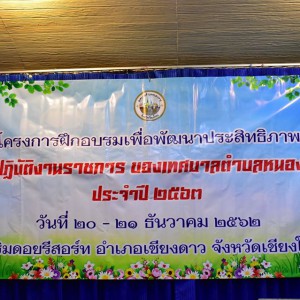 โครงการฝึกอบรมเพื่อพัฒนาประสิทธิภาพ
ปฏิบัติงานราชการ ของเทศบาลตำบลหนอง
ประจำปี ๒๕๖๓
วันที่ ๒๐ - ๒๑ ธันวาคม ๒๕๖๒
ริมดอยรีสอร์ท อำเภอเชียงดาว จังหวัดเชียงใ